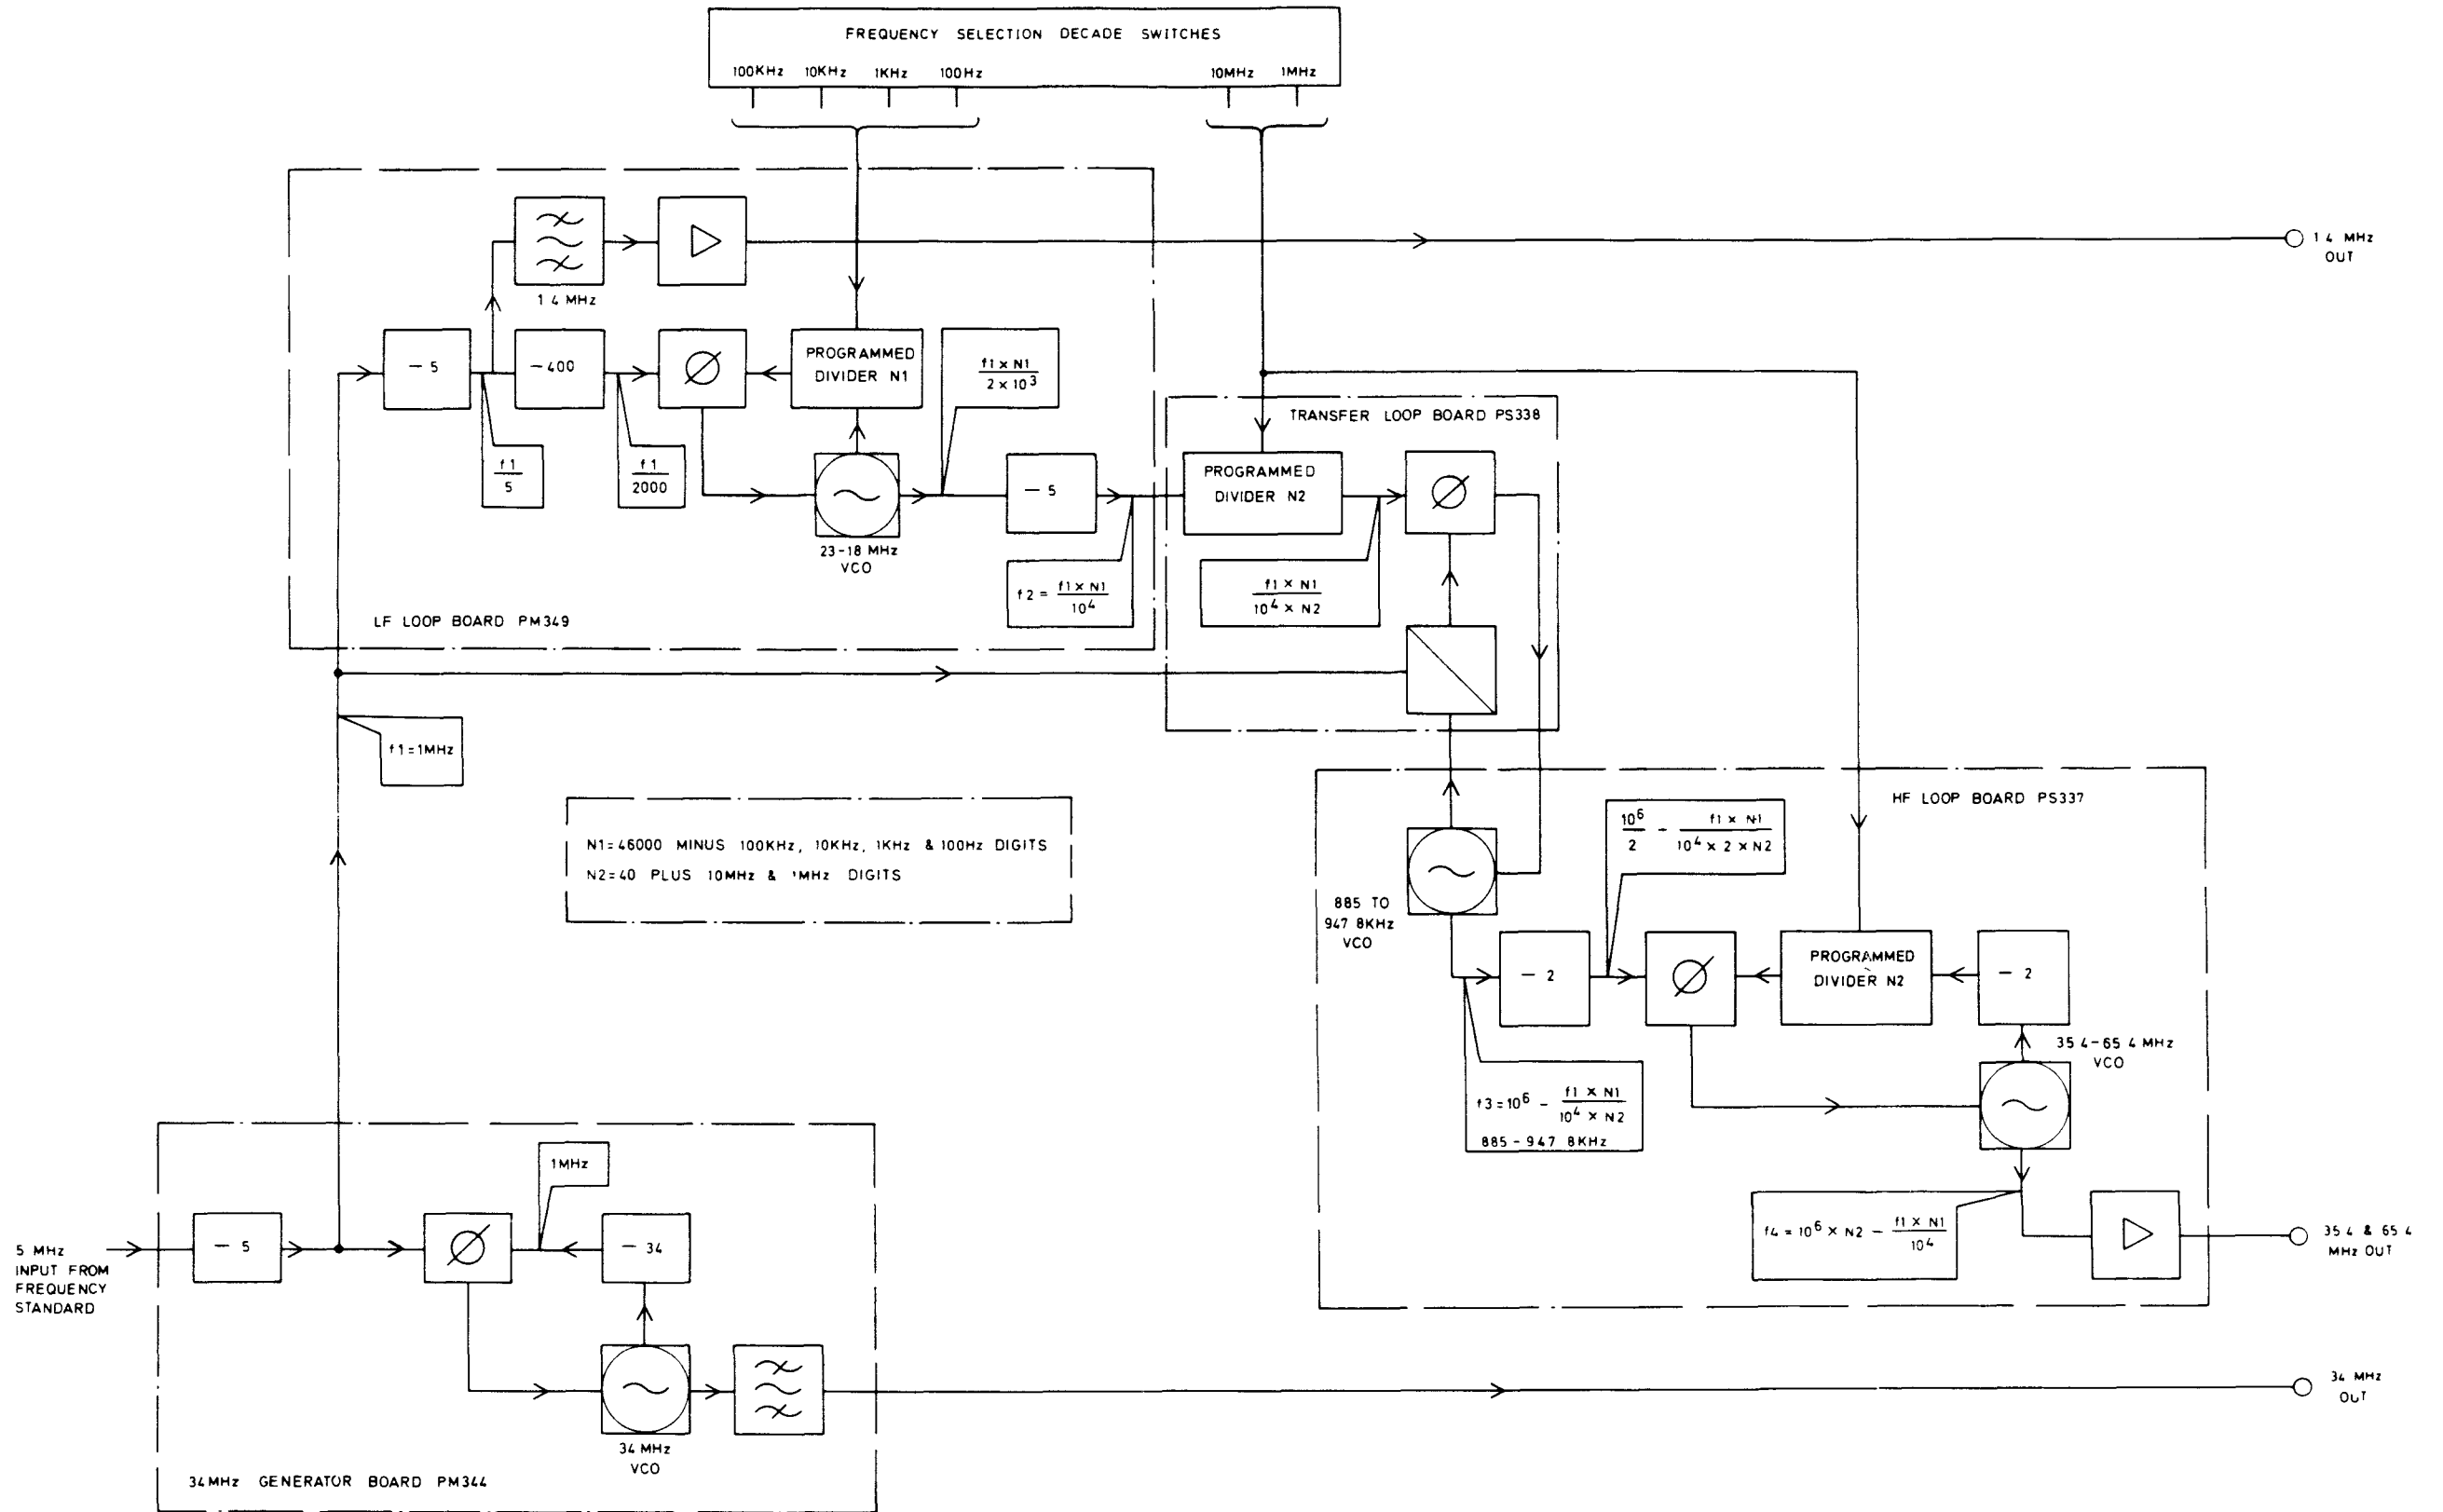 FREQUENCY SELECTION DECADE SWITCHES
100KHz 10KHz 1KHz 100Hz 10MHz 1MHz
1 4 MHz
OUT
1 4 MHz
- 5
-400
Ø
PROGRAMMED
DIVIDER N1
f1 × N1
2 × 10³
f1
5
f1
2000
23-18 MHz
VCO
- 5
f2 = f1 × N1
10⁴
LF LOOP BOARD PM349
TRANSFER LOOP BOARD PS338
PROGRAMMED
DIVIDER N2
Ø
f1 × N1
10⁴ × N2
f1=1MHz
N1=46000 MINUS 100KHz, 10KHz, 1KHz & 100Hz DIGITS
N2=40 PLUS 10MHz & 1MHz DIGITS
HF LOOP BOARD PS337
10⁶ - f1 × N1
2 10⁴ × 2 × N2
885 TO
947 8KHz
VCO
- 2
Ø
PROGRAMMED
DIVIDER N2
- 2
35 4-65 4 MHz
VCO
f3=10⁶ - f1 × N1
10⁴ × N2
885 - 947 8KHz
f4=10⁶ × N2 - f1 × N1
10⁴
35 4 & 65 4
MHz OUT
5 MHz
INPUT FROM
FREQUENCY
STANDARD
- 5
Ø
1MHz
- 34
34 MHz
VCO
34 MHz
OUT
34MHz GENERATOR BOARD PM344